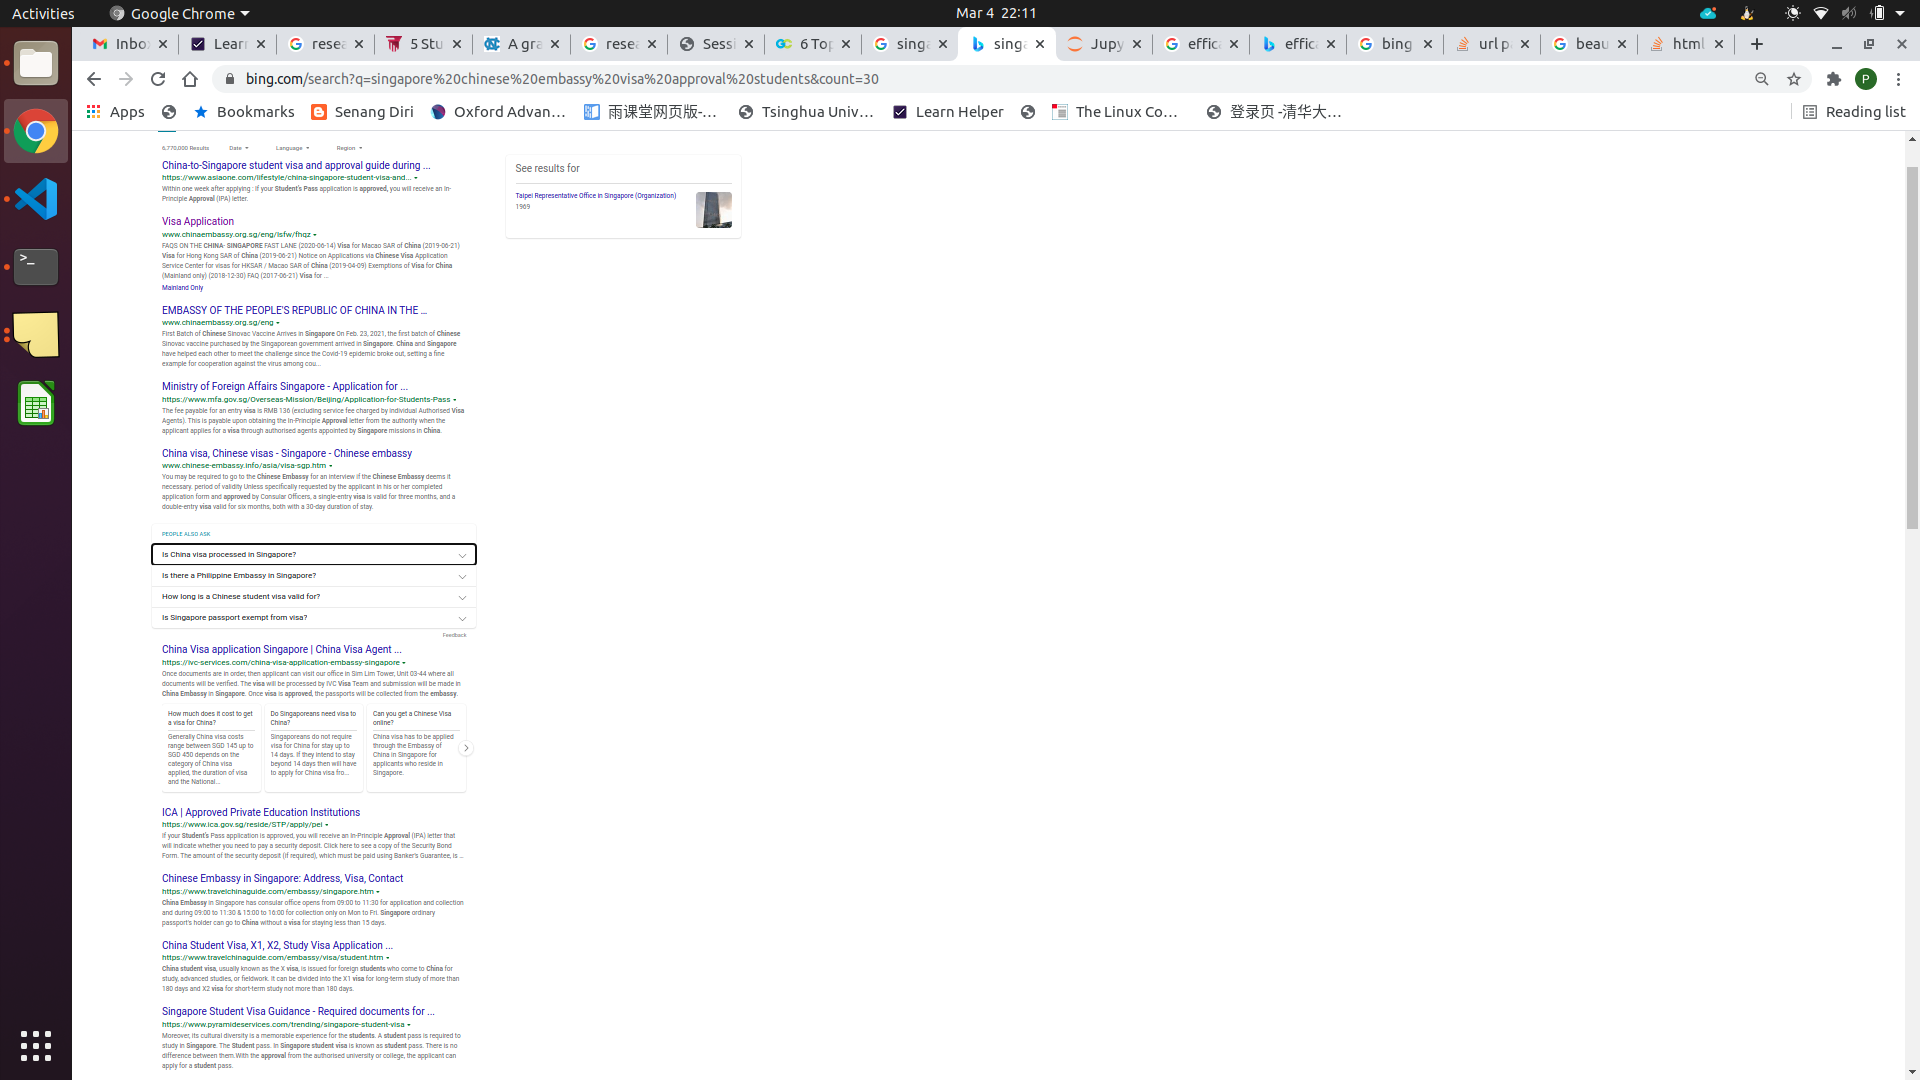 Activities
Google Chrome
Mar 4 22:11
Inbo
Learn
resea
5 Stu
A gra
resea
Sessi
6 Top
singa
singa
Jupy
effica
effica
bing
url p
beau
html
bing.com/search?q=singapore%20chinese%20embassy%20visa%20approval%20students&count=30
P
Apps
Bookmarks
Senang Diri
Oxford Advan...
雨课堂网页版-...
Tsinghua Univ...
Learn Helper
The Linux Co...
登录页 -清华大...
Reading list
6,770,000 Results
Date
Language
Region
China-to-Singapore student visa and approval guide during ...
https://www.asiaone.com/lifestyle/china-singapore-student-visa-and...
Within one week after applying : If your Student's Pass application is approved, you will receive an In-
Principle Approval (IPA) letter.
See results for
Taipei Representative Office in Singapore (Organization)
1969
Visa Application
www.chinaembassy.org.sg/eng/lsfw/fhqz
FAQS ON THE CHINA- SINGAPORE FAST LANE (2020-06-14) Visa for Macao SAR of China (2019-06-21)
Visa for Hong Kong SAR of China (2019-06-21) Notice on Applications via Chinese Visa Application
Service Center for visas for HKSAR / Macao SAR of China (2019-04-09) Exemptions of Visa for China
(Mainland only) (2018-12-30) FAQ (2017-06-21) Visa for ...
Mainland Only
EMBASSY OF THE PEOPLE'S REPUBLIC OF CHINA IN THE ...
www.chinaembassy.org.sg/eng
First Batch of Chinese Sinovac Vaccine Arrives in Singapore On Feb. 23, 2021, the first batch of Chinese
Sinovac vaccine purchased by the Singaporean government arrived in Singapore. China and Singapore
have helped each other to meet the challenge since the Covid-19 epidemic broke out, setting a fine
example for cooperation against the virus among cou...
Ministry of Foreign Affairs Singapore - Application for ...
https://www.mfa.gov.sg/Overseas-Mission/Beijing/Application-for-Students-Pass
The fee payable for an entry visa is RMB 136 (excluding service fee charged by individual Authorised Visa
Agents). This is payable upon obtaining the In-Principle Approval letter from the authority when the
applicant applies for a visa through authorised agents appointed by Singapore missions in China.
China visa, Chinese visas - Singapore - Chinese embassy
www.chinese-embassy.info/asia/visa-sgp.htm
You may be required to go to the Chinese Embassy for an interview if the Chinese Embassy deems it
necessary. period of validity Unless specifically requested by the applicant in his or her completed
application form and approved by Consular Officers, a single-entry visa is valid for three months, and a
double-entry visa valid for six months, both with a 30-day duration of stay.
PEOPLE ALSO ASK
Is China visa processed in Singapore?
Is there a Philippine Embassy in Singapore?
How long is a Chinese student visa valid for?
Is Singapore passport exempt from visa?
Feedback
China Visa application Singapore | China Visa Agent ...
https://ivc-services.com/china-visa-application-embassy-singapore
Once documents are in order, then applicant can visit our office in Sim Lim Tower, Unit 03-44 where all
documents will be verified. The visa will be processed by IVC Visa Team and submission will be made in
China Embassy in Singapore. Once visa is approved, the passports will be collected from the embassy.
How much does it cost to get
a visa for China?
Generally China visa costs
range between SGD 145 up to
SGD 450 depends on the
category of China visa
applied, the duration of visa
and the National...
Do Singaporeans need visa to
China?
Singaporeans do not require
visa for China for stay up to
14 days. If they intend to stay
beyond 14 days then will have
to apply for China visa fro...
Can you get a Chinese Visa
online?
China visa has to be applied
through the Embassy of
China in Singapore for
applicants who reside in
Singapore.
ICA | Approved Private Education Institutions
https://www.ica.gov.sg/reside/STP/apply/pei
If your Student's Pass application is approved, you will receive an In-Principle Approval (IPA) letter that
will indicate whether you need to pay a security deposit. Click here to see a copy of the Security Bond
Form. The amount of the security deposit (if required), which must be paid using Banker's Guarantee, is ...
Chinese Embassy in Singapore: Address, Visa, Contact
https://www.travelchinaguide.com/embassy/singapore.htm
China Embassy in Singapore has consular office opens from 09:00 to 11:30 for application and collection
and during 09:00 to 11:30 & 15:00 to 16:00 for collection only on Mon to Fri. Singapore ordinary
passport's holder can go to China without a visa for staying less than 15 days.
China Student Visa, X1, X2, Study Visa Application ...
https://www.travelchinaguide.com/embassy/visa/student.htm
China student visa, usually known as the X visa, is issued for foreign students who come to China for
study, advanced studies, or fieldwork. It can be divided into the X1 visa for long-term study of more than
180 days and X2 visa for short-term study not more than 180 days.
Singapore Student Visa Guidance - Required documents for ...
https://www.pyramideservices.com/trending/singapore-student-visa
Moreover, its cultural diversity is a memorable experience for the students. A student pass is required to
study in Singapore. The Student pass. In Singapore student visa is known as student pass. There is no
difference between them.With the approval from the authorised university or college, the applicant can
apply for a student pass.